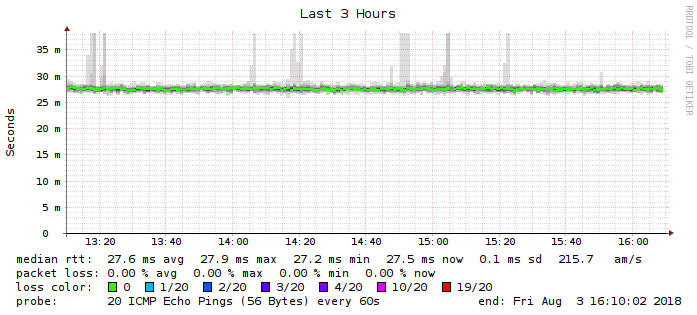 Last 3 Hours
RRDTOOL / TOBI OETIKER
Seconds
35 m
30 m
25 m
20 m
15 m
10 m
5 m
0
13:20 13:40 14:00 14:20 14:40 15:00 15:20 15:40 16:00
median rtt: 27.6 ms avg 27.9 ms max 27.2 ms min 27.5 ms now 0.1 ms sd 215.7 am/s
packet loss: 0.00 % avg 0.00 % max 0.00 % min 0.00 % now
loss color: 0 1/20 2/20 3/20 4/20 10/20 19/20
probe: 20 ICMP Echo Pings (56 Bytes) every 60s end: Fri Aug 3 16:10:02 2018